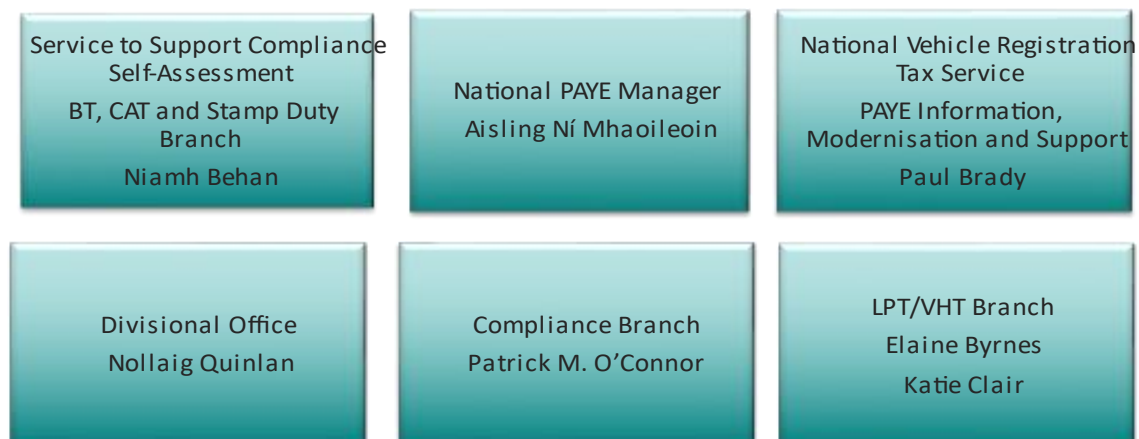 Service to Support Compliance
Self-Assessment
BT, CAT and Stamp Duty
Branch
Niamh Behan
National PAYE Manager
Aisling Ní Mhaoileoin
National Vehicle Registration
Tax Service
PAYE Information,
Modernisation and Support
Paul Brady
Divisional Office
Nollaig Quinlan
Compliance Branch
Patrick M. O’Connor
LPT/VHT Branch
Elaine Byrnes
Katie Clair